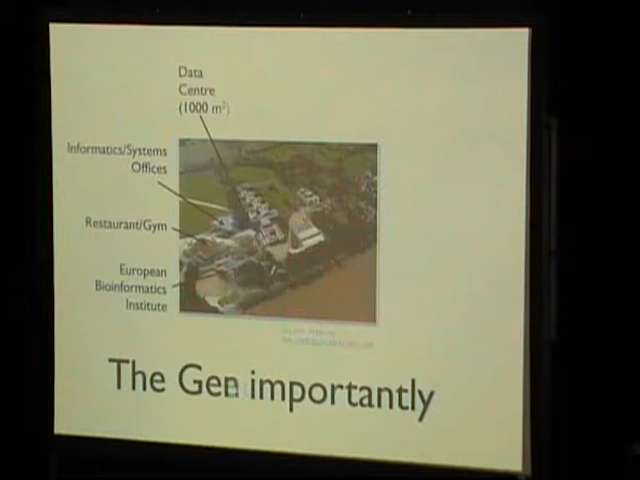 Data
Centre
(1000 m²)
Informatics/Systems
Offices
Restaurant/Gym
European
Bioinformatics
Institute
The Gen importantly